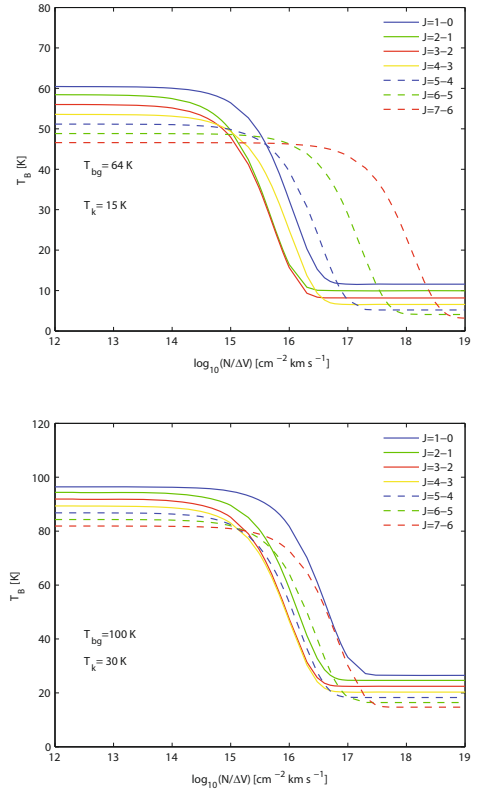 80
70
60
50
40
30
20
10
0
T_B [K]
J=1−0
J=2−1
J=3−2
J=4−3
J=5−4
J=6−5
J=7−6
T_bg = 64 K
T_k = 15 K
12 13 14 15 16 17 18 19
log_10(N/ΔV) [cm^−2 km s^−1]
120
100
80
60
40
20
0
T_B [K]
J=1−0
J=2−1
J=3−2
J=4−3
J=5−4
J=6−5
J=7−6
T_bg=100 K
T_k = 30 K
12 13 14 15 16 17 18 19
log_10(N/ΔV) [cm^−2 km s^−1]